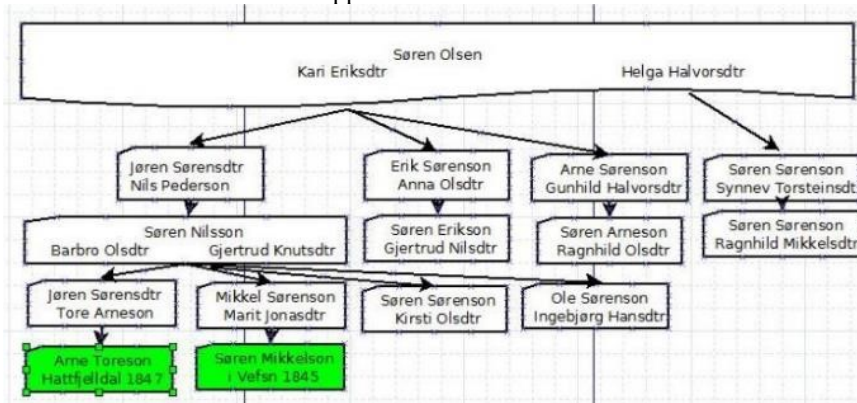 Søren Olsen
Kari Eriksdtr Helga Halvorsdtr
Jøren Sørensdtr
Nils Pederson
Erik Sørenson
Anna Olsdtr
Arne Sørenson
Gunhild Halvorsdtr
Søren Sørenson
Synnev Torsteinsdtr
Søren Nilsson
Barbro Olsdtr Gjertrud Knutsdtr
Søren Erikson
Gjertrud Nilsdtr
Søren Arneson
Ragnhild Olsdtr
Søren Sørenson
Ragnhild Mikkelsdtr
Jøren Sørensdtr
Tore Arneson
Mikkel Sørenson
Marit Jonasdtr
Søren Sørenson
Kirsti Olsdtr
Ole Sørenson
Ingebjørg Hansdtr
Arne Toreson
Hattfjelldal 1847
Søren Mikkelson
i Vefsn 1845